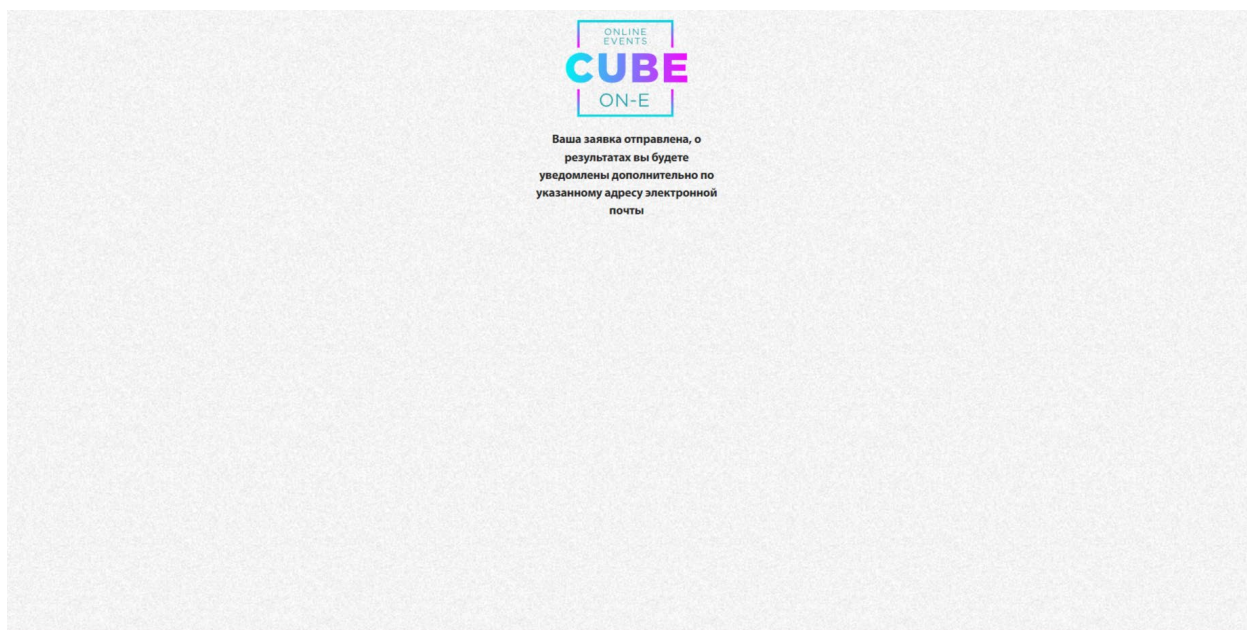 ONLINE
EVENTS
CUBE
ON-E
Ваша заявка отправлена, о
результатах вы будете
уведомлены дополнительно по
указанному адресу электронной
почты